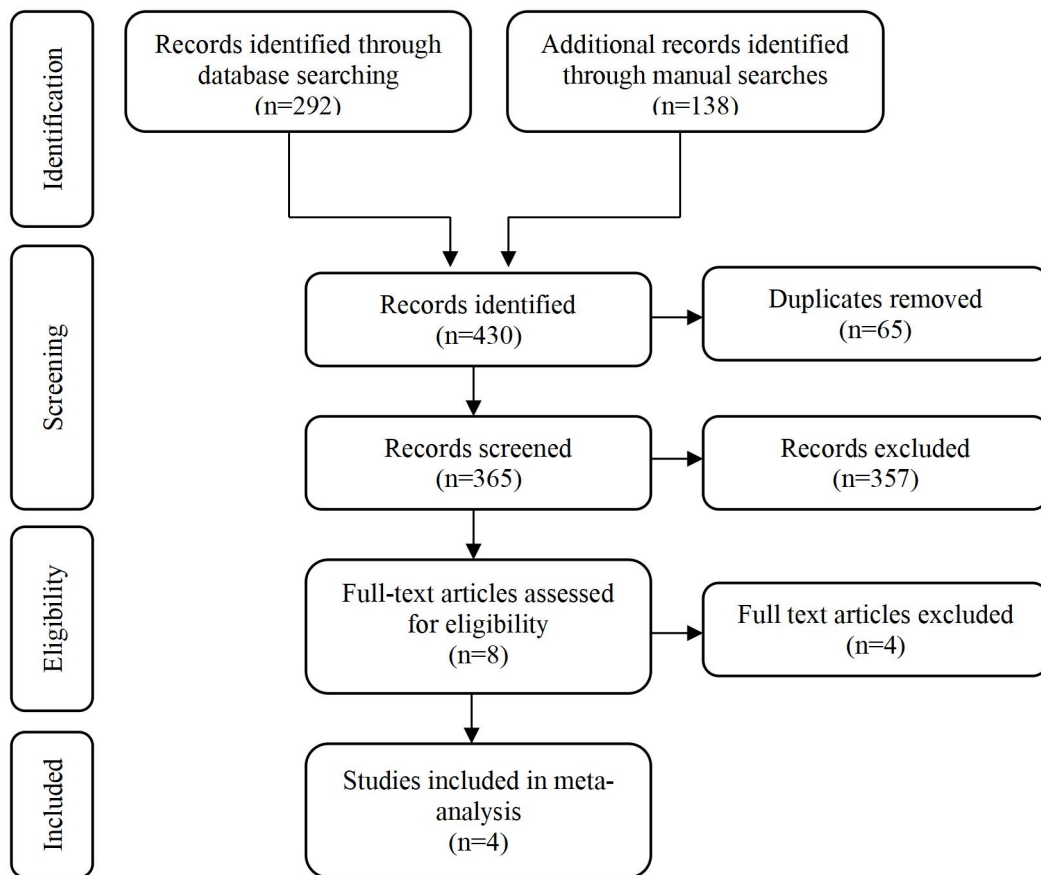 Identification
Records identified through
database searching
(n=292)
Additional records identified
through manual searches
(n=138)
Screening
Records identified
(n=430)
Duplicates removed
(n=65)
Records screened
(n=365)
Records excluded
(n=357)
Eligibility
Full-text articles assessed
for eligibility
(n=8)
Full text articles excluded
(n=4)
Included
Studies included in meta-
analysis
(n=4)